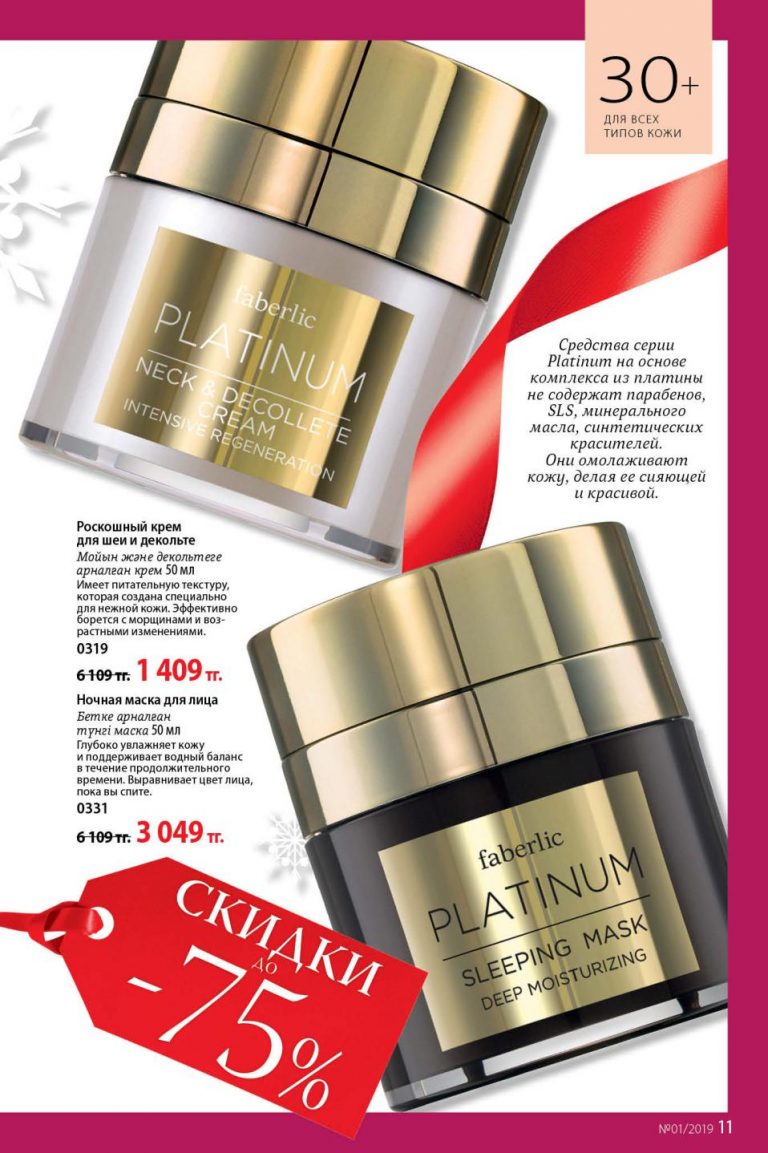 30+
ДЛЯ ВСЕХ
ТИПОВ КОЖИ
faberlic
PLATINUM
NECK & DECOLLETE
CREAM
INTENSIVE REGENERATION
Средства серии
Platinum на основе
комплекса из платины
не содержат парабенов,
SLS, минерального
масла, синтетических
красителей.
Они омолаживают
кожу, делая ее сияющей
и красивой.
Роскошный крем
для шеи и декольте
Мойын және декольтеге
арналған крем 50 мл
Имеет питательную текстуру,
которая создана специально
для нежной кожи. Эффективно
борется с морщинами и воз-
растными изменениями.
0319
6 109 тг. 1 409 тг.
Ночная маска для лица
Бетке арналған
түнгі маска 50 мл
Глубоко увлажняет кожу
и поддерживает водный баланс
в течение продолжительного
времени. Выравнивает цвет лица,
пока вы спите.
0331
6 109 тг. 3 049 тг.
faberlic
PLATINUM
SLEEPING MASK
DEEP MOISTURIZING
СКИДКИ
ДО
-75%
№01/2019 11